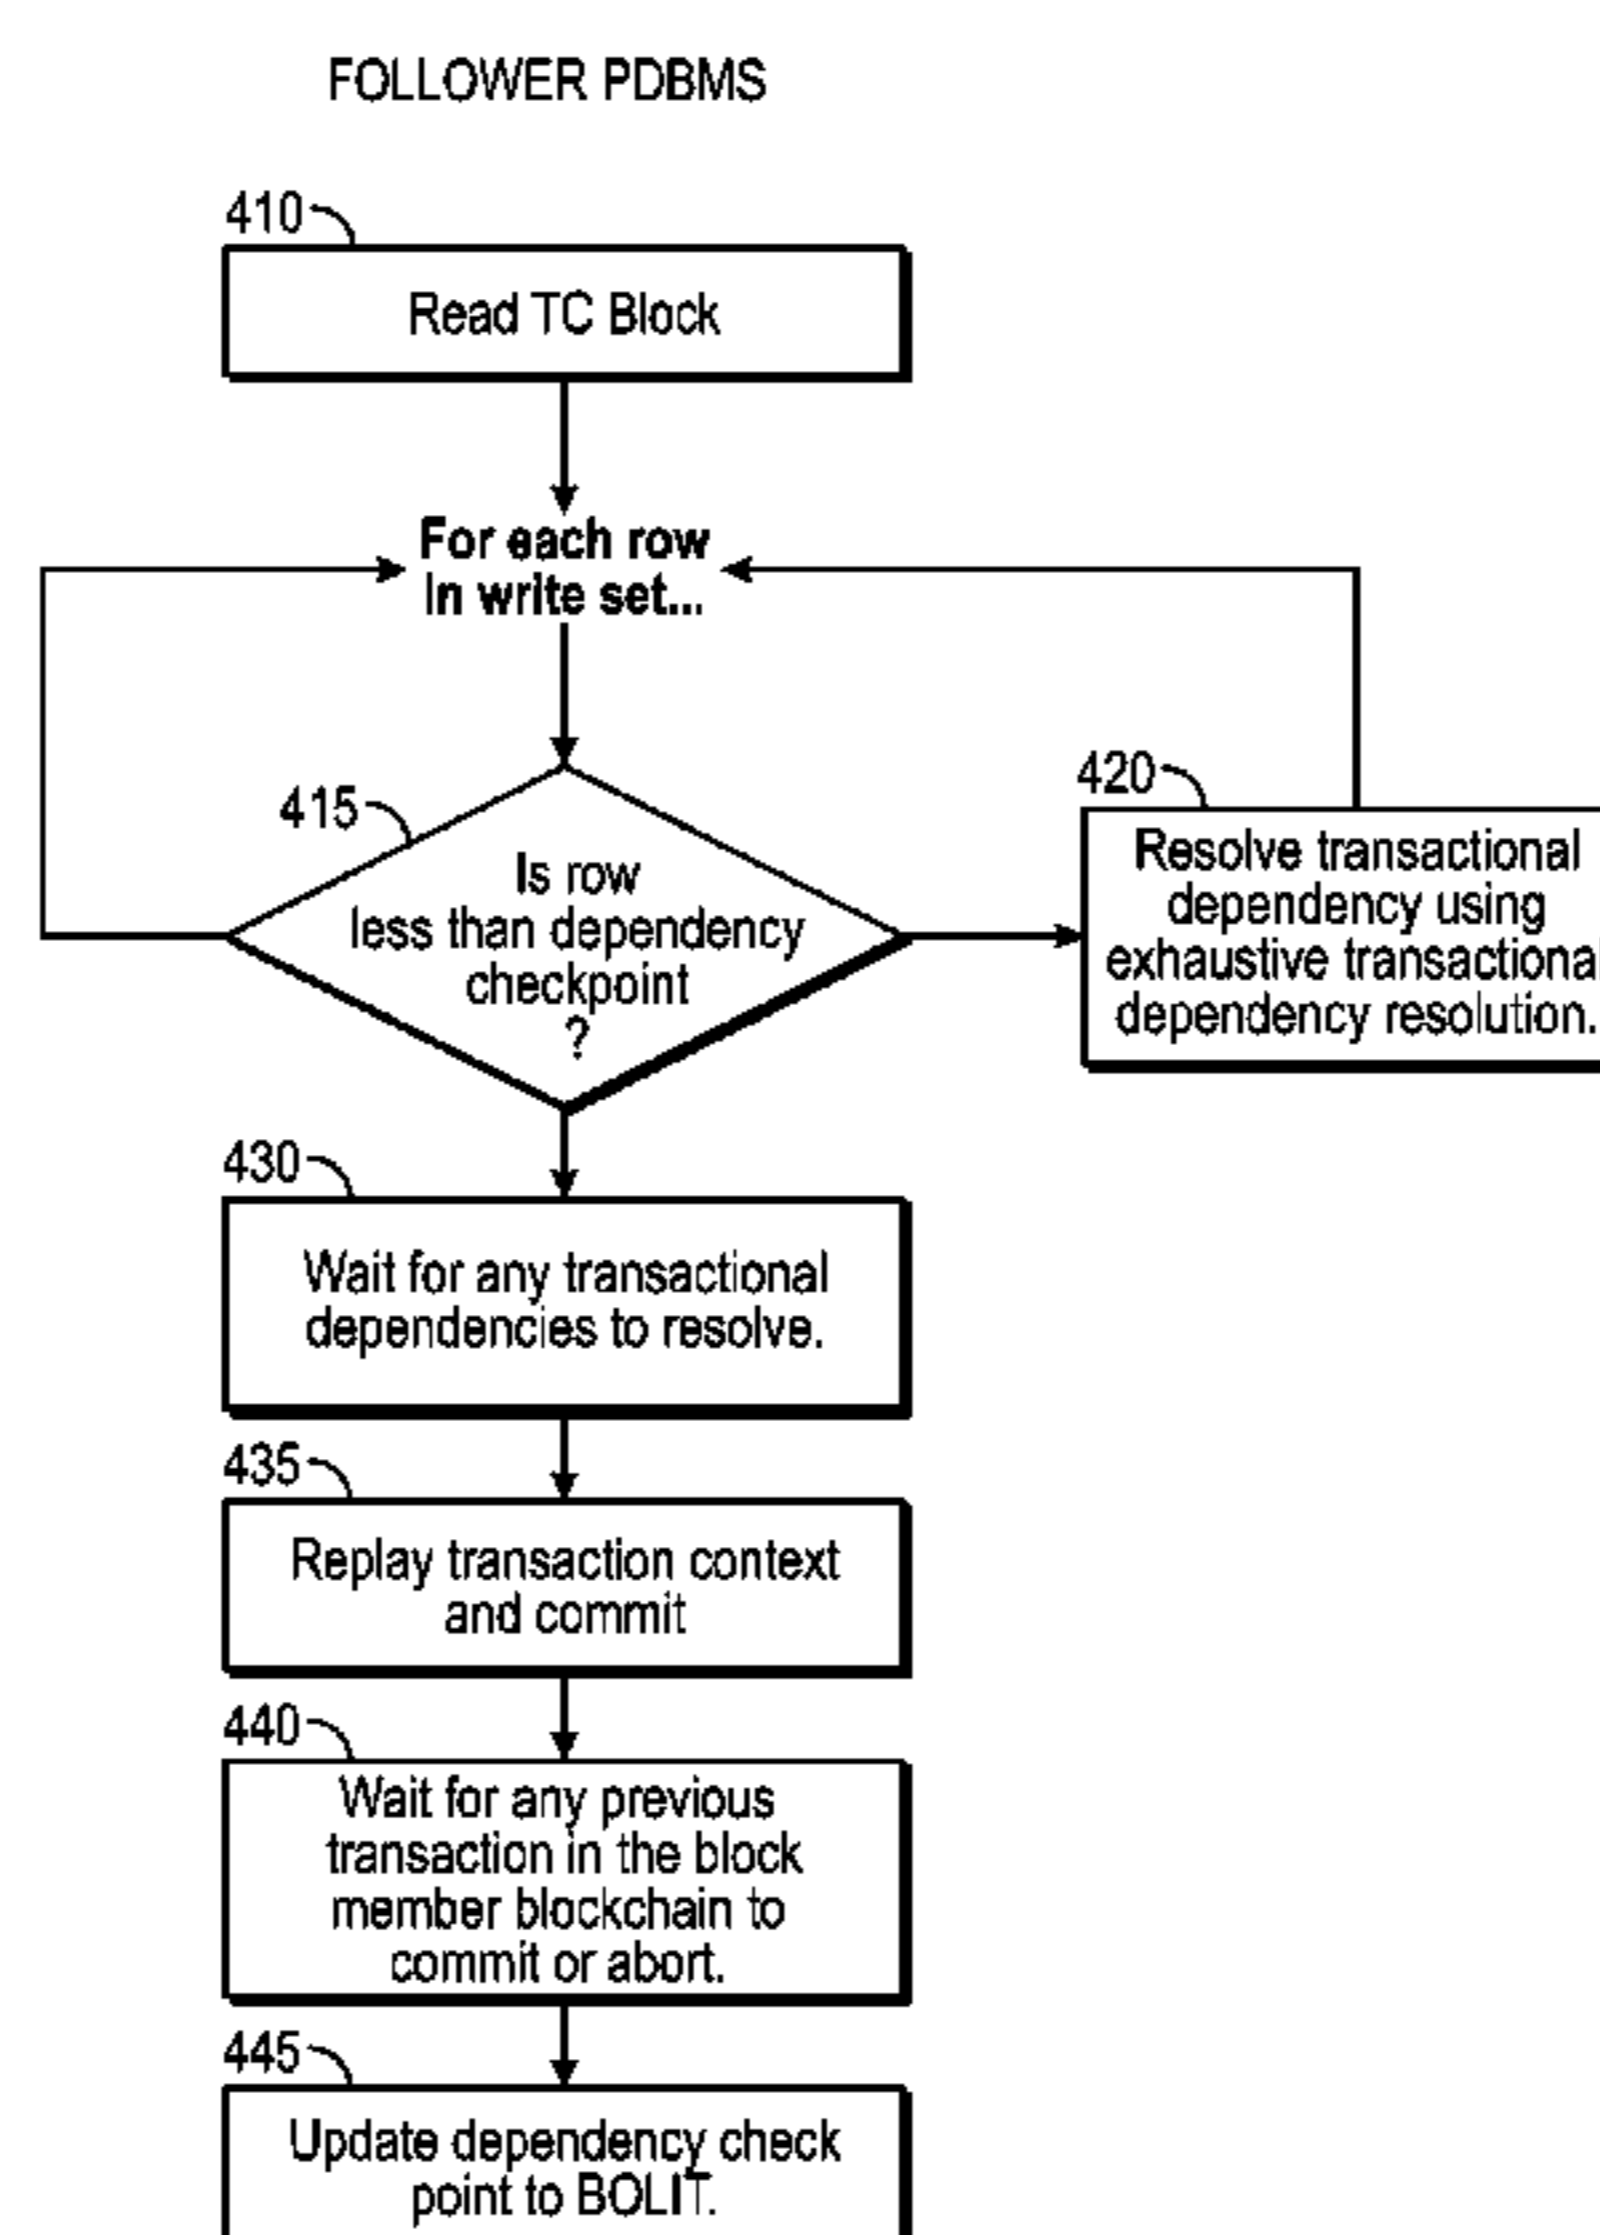 FOLLOWER PDBMS
410
Read TC Block
For each row
in write set...
415
Is row
less than dependency
checkpoint
?
420
Resolve transactional
dependency using
exhaustive transactional
dependency resolution.
430
Wait for any transactional
dependencies to resolve.
435
Replay transaction context
and commit
440
Wait for any previous
transaction in the block
member blockchain to
commit or abort.
445
Update dependency check
point to BOLIT.